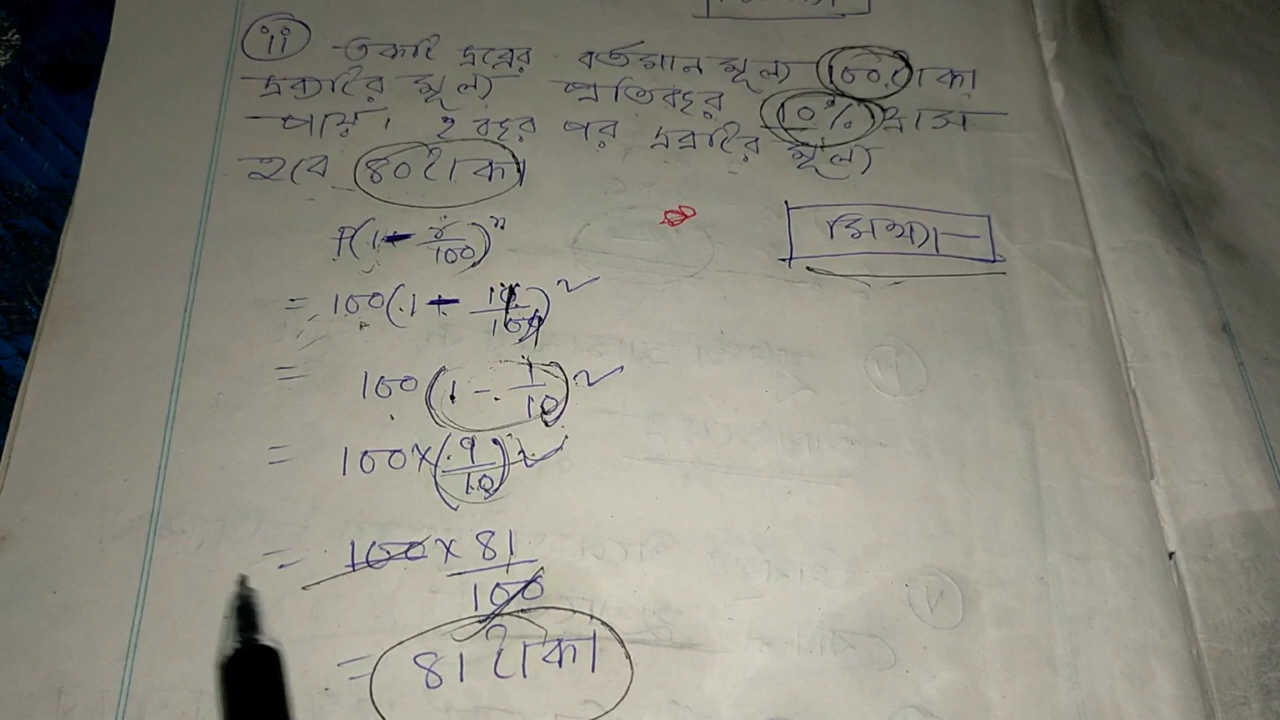 ii একটি দ্রব্যের বর্তমান মূল্য 100 টাকা
দ্রব্যটির মূল্য প্রতিবছর 10% হ্রাস
পায়। ২ বছর পর দ্রব্যটির মূল্য
হবে 80 টাকা
P(1 - r/100)^n
মিথ্যা
= 100(1 - 10/100)^2
= 100(1 - 1/10)^2
= 100×(9/10)^2
= 100 × 81/100
= 81 টাকা